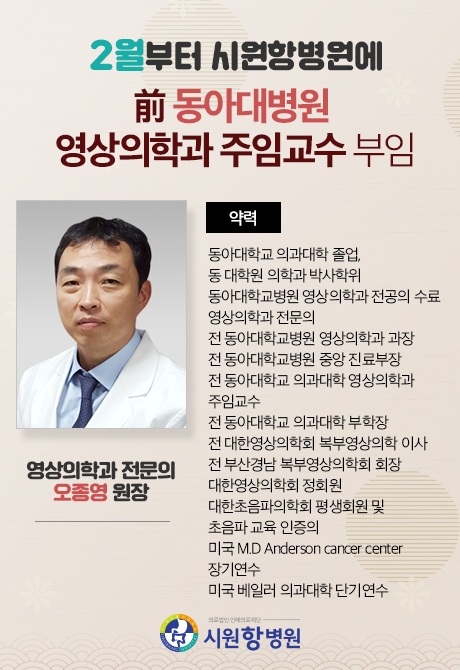 2월부터 시원항병원에
前 동아대병원
영상의학과 주임교수 부임
약력
동아대학교 의과대학 졸업,
동 대학원 의학과 박사학위
동아대학교병원 영상의학과 전공의 수료
영상의학과 전문의
전 동아대학교병원 영상의학과 과장
전 동아대학교병원 중앙 진료부장
전 동아대학교 의과대학 영상의학과
주임교수
전 동아대학교 의과대학 부학장
전 대한영상의학회 복부영상의학 이사
전 부산경남 복부영상의학회 회장
대한영상의학회 정회원
대한초음파의학회 평생회원 및
초음파 교육 인증의
미국 M.D Anderson cancer center
장기연수
미국 베일러 의과대학 단기연수
영상의학과 전문의
오종영 원장
의료법인 인혜의료재단
시원항병원